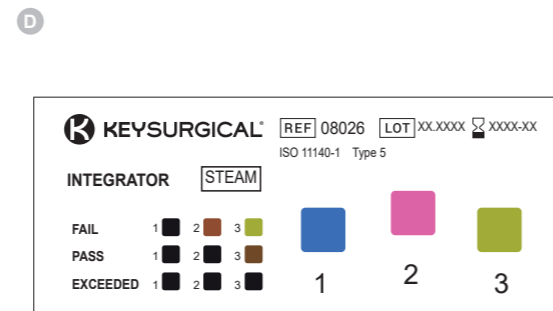 D
KEYSURGICAL
REF 08026 LOT XX.XXXX XXXX-XX
ISO 11140-1 Type 5
INTEGRATOR STEAM
FAIL 1 2 3
PASS 1 2 3
EXCEEDED 1 2 3
1 2 3